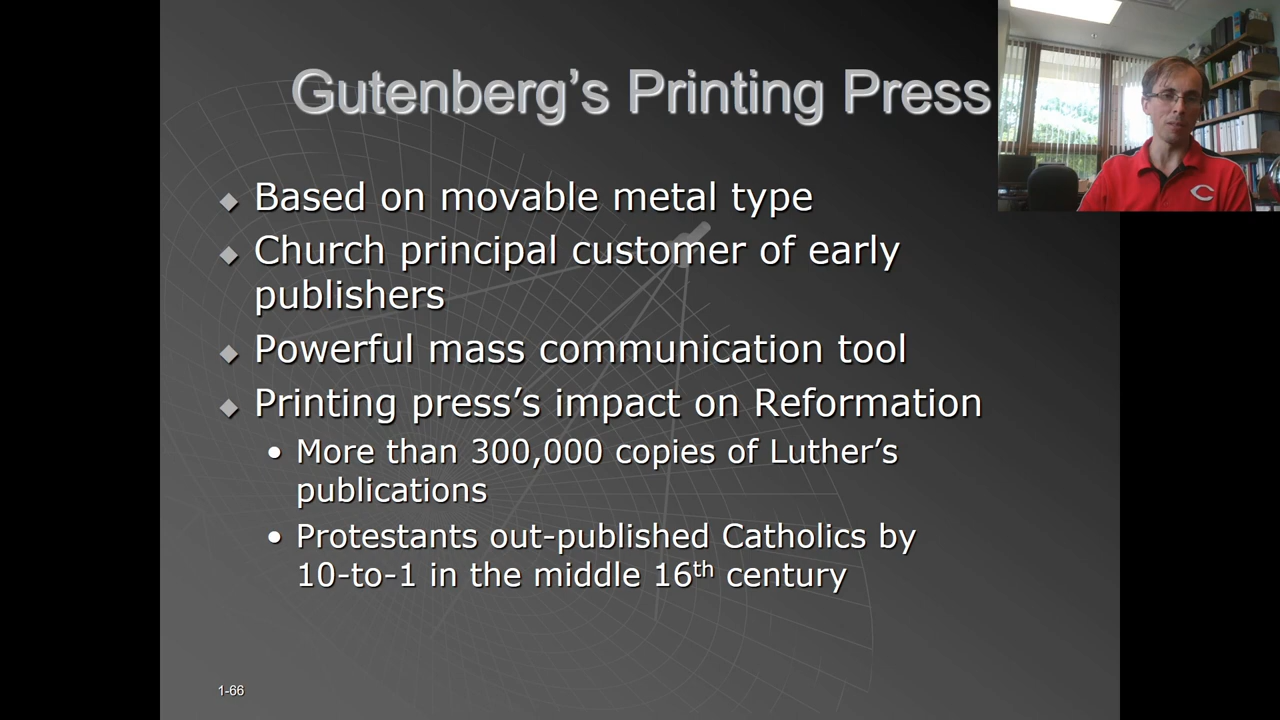 Gutenberg’s Printing Press
Based on movable metal type
Church principal customer of early
publishers
Powerful mass communication tool
Printing press’s impact on Reformation
More than 300,000 copies of Luther’s
publications
Protestants out-published Catholics by
10-to-1 in the middle 16th century
1-66